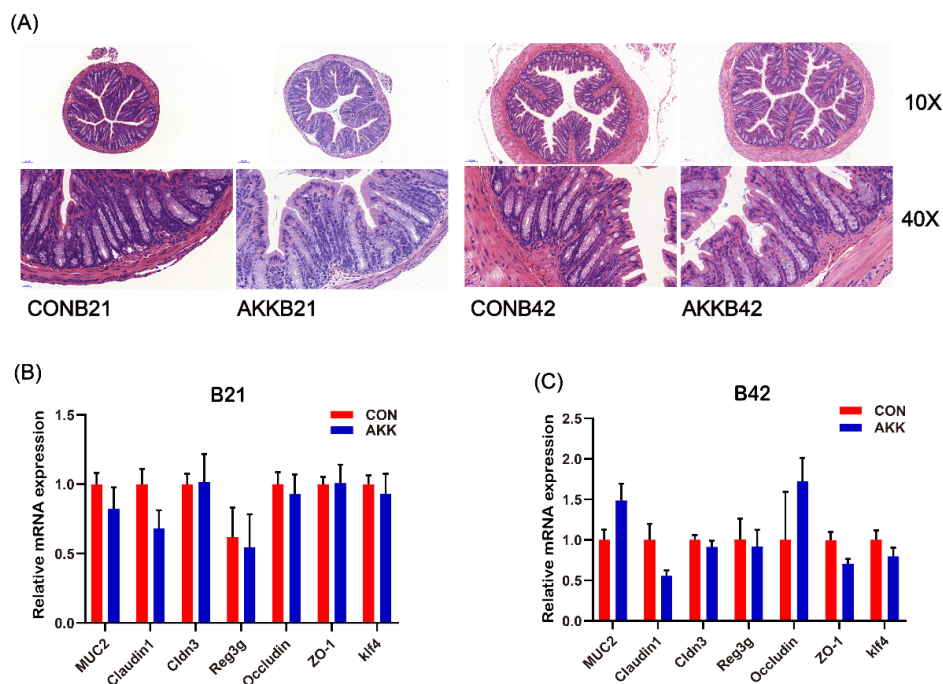 (A)
10X
40X
CONB21 AKKB21 CONB42 AKKB42
(B)
B21
CON
AKK
Relative mRNA expression
1.5
1.0
0.5
0.0
MUC2 Claudin1 Cldn3 Reg3g Occludin ZO-1 klf4
(C)
B42
CON
AKK
Relative mRNA expression
2.5
2.0
1.5
1.0
0.5
0.0
MUC2 Claudin1 Cldn3 Reg3g Occludin ZO-1 klf4